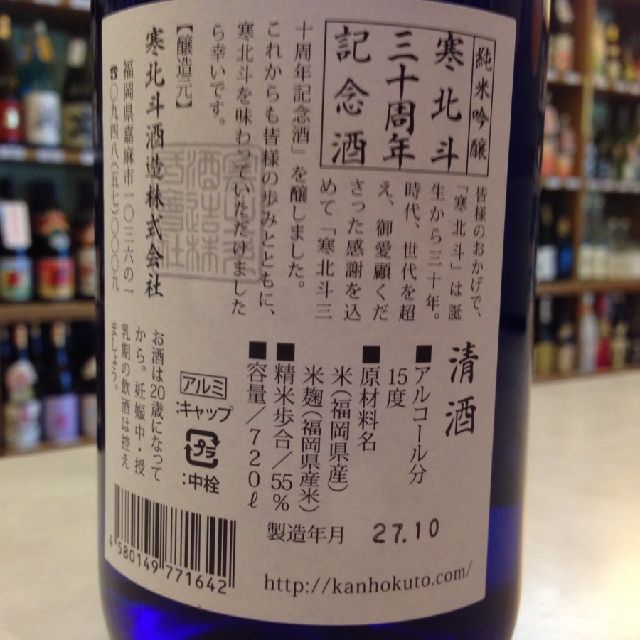 純米吟醸
寒北斗
三十周年
記念酒
皆様のおかげで、
「寒北斗」は誕
生から三十年。
時代、世代を超
え、御愛顧くだ
さった感謝を込
めて「寒北斗三
十周年記念酒」を醸しました。
これからも皆様の歩みとともに、
寒北斗を味わっていただけました
ら幸いです。
【醸造元】
寒北斗酒造株式会社
福岡県嘉麻市一〇三六の一
☎〇九四八(五七)〇〇〇九
清酒
■アルコール分
15度
■原材料名
米(福岡県産)
米麹(福岡県産米)
■精米歩合/55%
■容量/720ℓ
製造年月 27.10
アルミ
:キャップ
プラ
:中栓
お酒は20歳になって
から。妊娠中・授
乳期の飲酒は控え
ましょう。
4 580149 771642
http://kanhokuto.com/